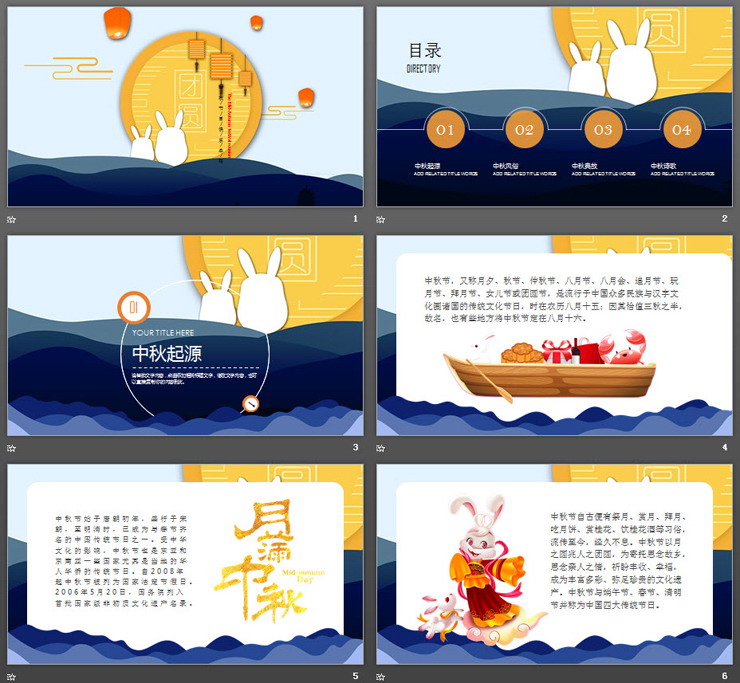 团
圆
1
目录
DIRECTORY
01
02
03
04
中秋起源
中秋风俗
中秋典故
中秋诗歌
ADD RELATED TITLE WORDS
ADD RELATED TITLE WORDS
ADD RELATED TITLE WORDS
ADD RELATED TITLE WORDS
2
圆
01
YOUR TITLE HERE
中秋起源
3
中秋节，又称月夕、秋节、仲秋节、八月节、八月会、追月节、玩
月节、拜月节、女儿节或团圆节，是流行于中国众多民族与汉字文
化圈诸国的传统文化节日，时在农历八月十五；因其恰值三秋之半，
故名，也有些地方将中秋节定在八月十六。
4
中秋节始于唐朝初年，盛行于宋
朝，至明清时，已成为与春节齐
名的中国传统节日之一。受中华
文化的影响，中秋节也是东亚和
东南亚一些国家尤其是当地的华
人华侨的传统节日。自2008年
起中秋节被列为国家法定节假日。
2006年5月20日，国务院列入
首批国家级非物质文化遗产名录。
月
满
中
秋
Mid-autumn
Day
5
中秋节自古便有祭月、赏月、拜月、
吃月饼、赏桂花、饮桂花酒等习俗，
流传至今，经久不息。中秋节以月
之圆兆人之团圆，为寄托思念故乡，
思念亲人之情，祈盼丰收、幸福，
成为丰富多彩、弥足珍贵的文化遗
产。中秋节与端午节、春节、清明
节并称为中国四大传统节日。
6